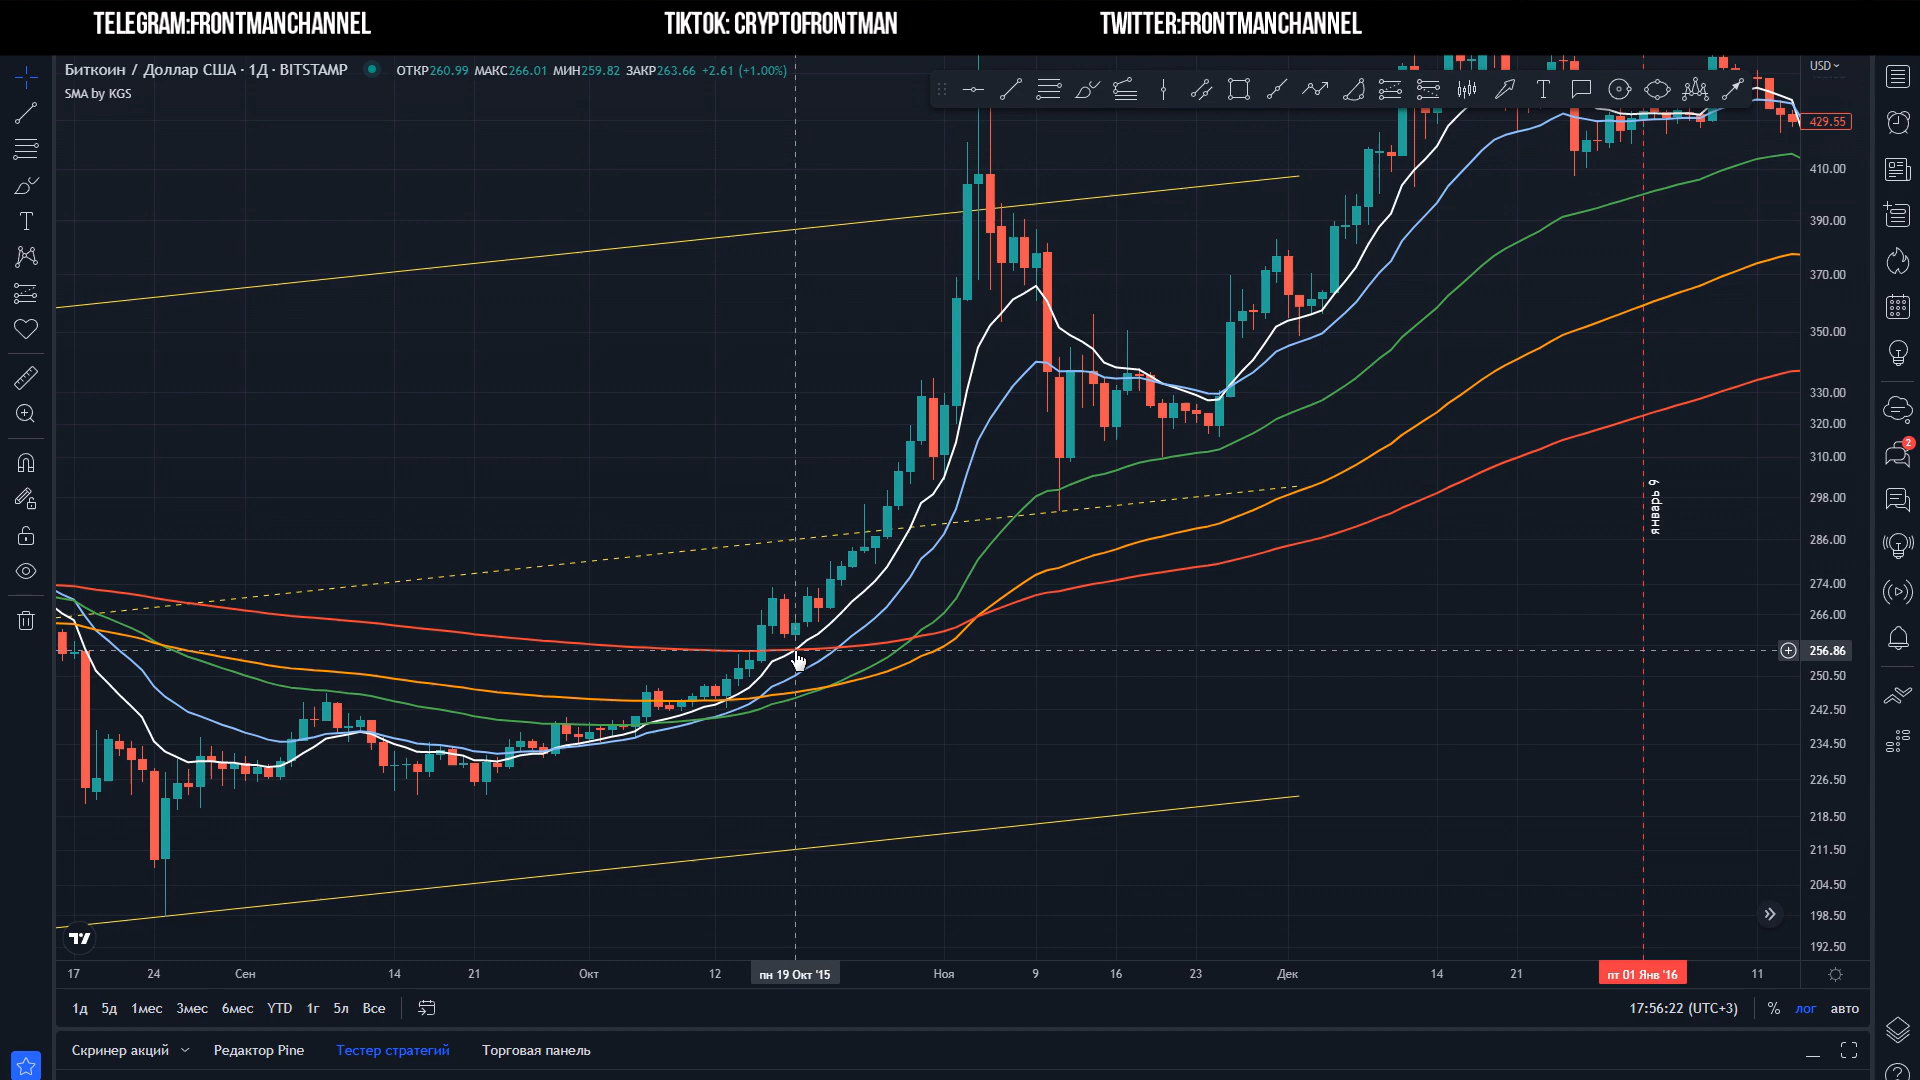 TELEGRAM:FRONTMANCHANNEL
TIKTOK: CRYPTOFRONTMAN
TWITTER:FRONTMANCHANNEL
Биткоин / Доллар США · 1Д · BITSTAMP
ОТКР260.99 МАКС266.01 МИН259.82 ЗАКР263.66 +2.61 (+1.00%)
SMA by KGS
USD
429.55
410.00
390.00
370.00
350.00
330.00
320.00
310.00
298.00
286.00
274.00
266.00
256.86
250.50
242.50
234.50
226.50
218.50
211.50
204.50
198.50
192.50
2
январь 9
17 24 Сен 14 21 Окт 12 пн 19 Окт '15 Ноя 9 16 23 Дек 14 21 пт 01 Янв '16 11
1д 5д 1мес 3мес 6мес YTD 1г 5л Все
17:56:22 (UTC+3) % лог авто
Скринер акций Редактор Pine Тестер стратегий Торговая панель